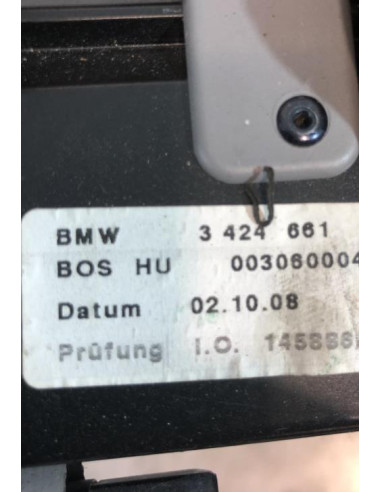 BMW 3 424 661
BOS HU 003060004
Datum 02.10.08
Prüfung I.O.